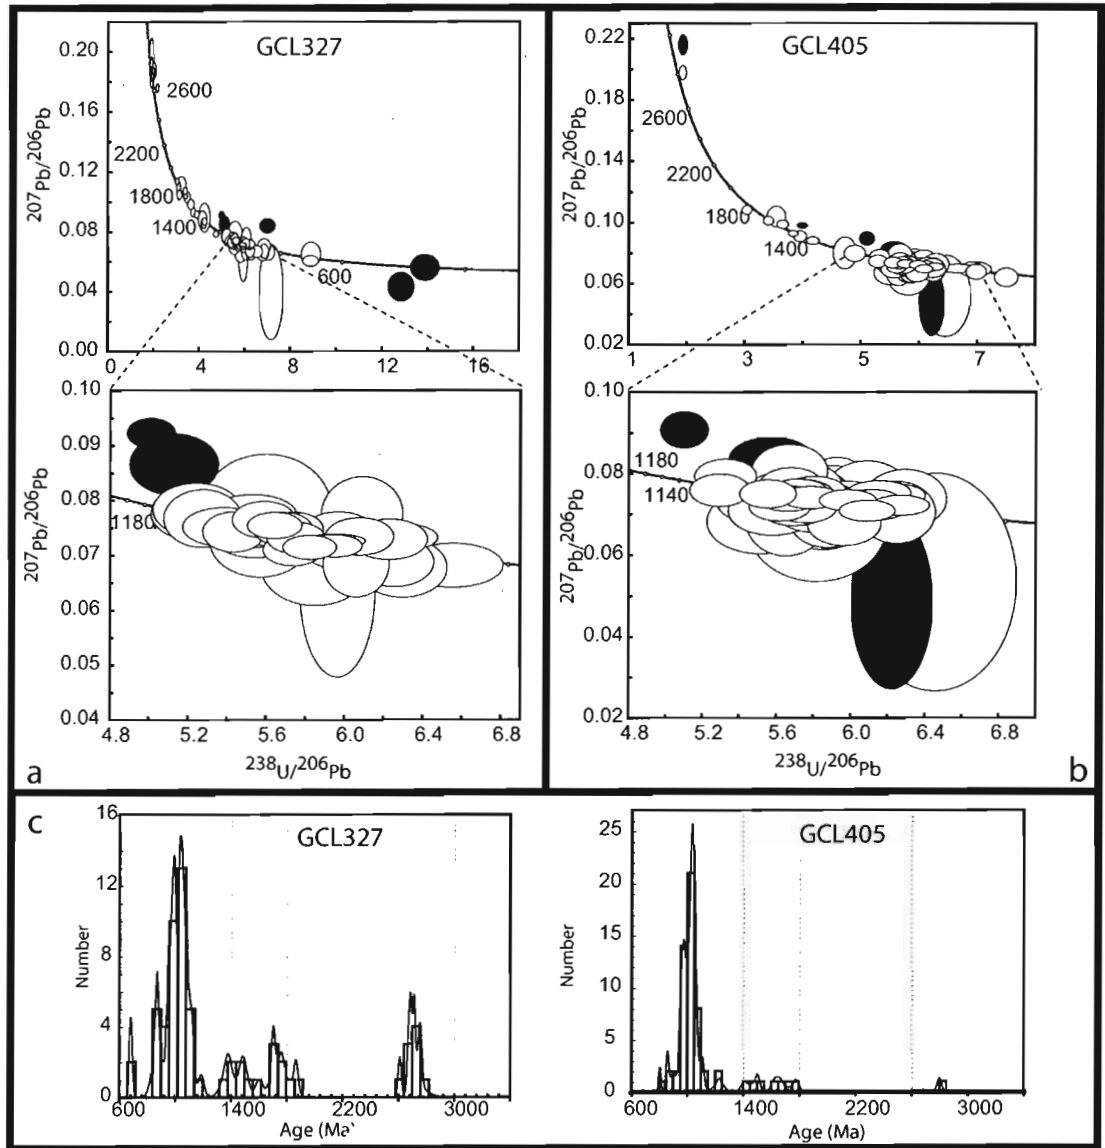 GCL327
0.20
0.16
0.12
0.08
0.04
0.00
207Pb/206Pb
2600
2200
1800
1400
600
0 4 8 12 16
0.10
0.09
0.08
0.07
0.06
0.05
0.04
207Pb/206Pb
1180
4.8 5.2 5.6 6.0 6.4 6.8
238U/206Pb
a
GCL405
0.22
0.18
0.14
0.10
0.06
0.02
207Pb/206Pb
2600
2200
1800
1400
1 3 5 7
0.10
0.08
0.06
0.04
0.02
207Pb/206Pb
1180
1140
4.8 5.2 5.6 6.0 6.4 6.8
238U/206Pb
b
c
GCL327
16
12
8
4
0
Number
600 1400 2200 3000
Age (Ma)
GCL405
25
20
15
10
5
0
Number
600 1400 2200 3000
Age (Ma)